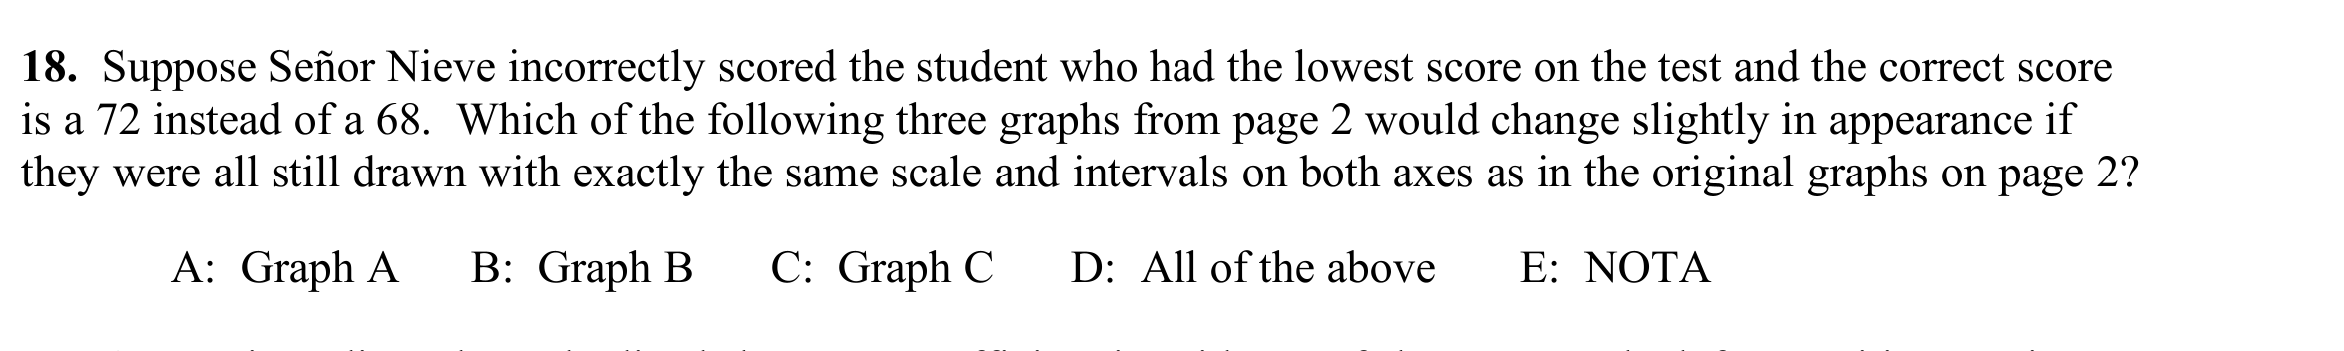 18. Suppose Señor Nieve incorrectly scored the student who had the lowest score on the test and the correct score
is a 72 instead of a 68. Which of the following three graphs from page 2 would change slightly in appearance if
they were all still drawn with exactly the same scale and intervals on both axes as in the original graphs on page 2?
A: Graph A B: Graph B C: Graph C D: All of the above E: NOTA